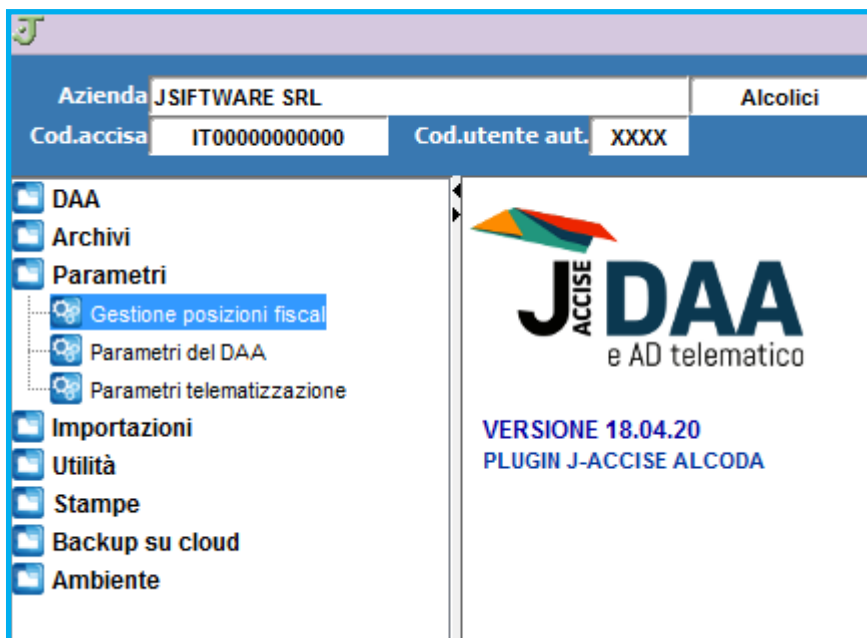 J
Azienda JSIFTWARE SRL Alcolici
Cod.accisa IT00000000000 Cod.utente aut. XXXX
DAA
Archivi
Parametri
Gestione posizioni fiscal
Parametri del DAA
Parametri telematizzazione
Importazioni
Utilità
Stampe
Backup su cloud
Ambiente
J ACCISE DAA
e AD telematico
VERSIONE 18.04.20
PLUGIN J-ACCISE ALCODA